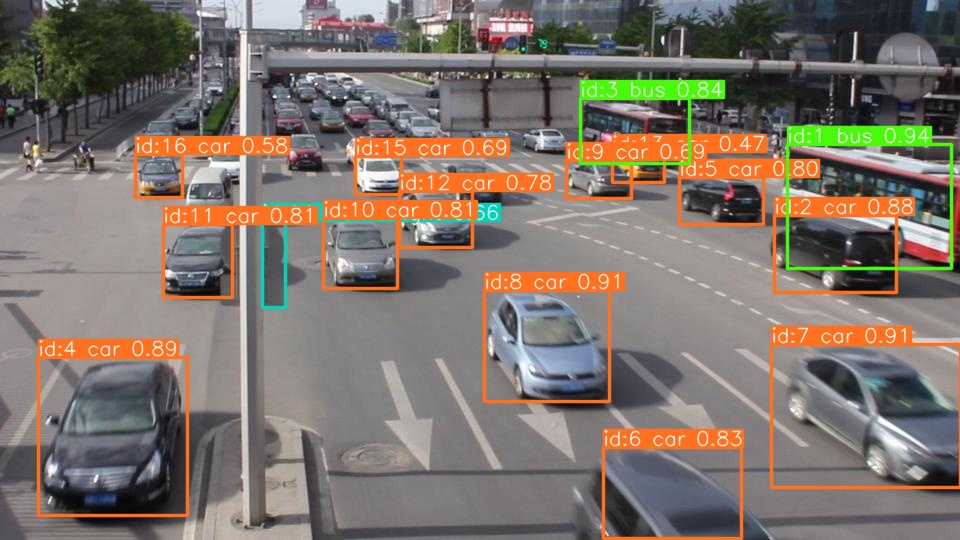 79
id:3 bus 0.84
id:1 bus 0.94
0.47
id:16 car 0.58
id:15 car 0.69
id:9 car 0.69
id:5 car 0.80
id:12 car 0.78
id:2 car 0.88
id:11 car 0.81
id:10 car 0.81
66
id:8 car 0.91
id:7 car 0.91
id:4 car 0.89
id:6 car 0.83